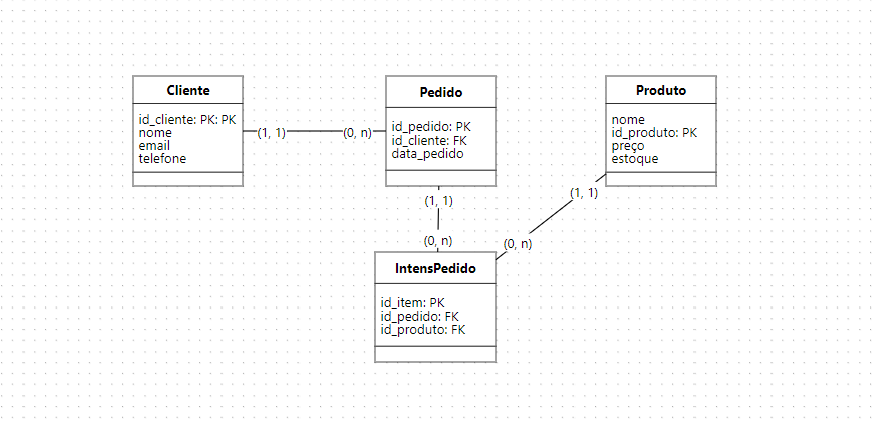 Cliente
id_cliente: PK: PK
nome
email
telefone
(1, 1)
(0, n)
Pedido
id_pedido: PK
id_cliente: FK
data_pedido
Produto
nome
id_produto: PK
preço
estoque
(1, 1)
(0, n)
(1, 1)
(0, n)
IntensPedido
id_item: PK
id_pedido: FK
id_produto: FK